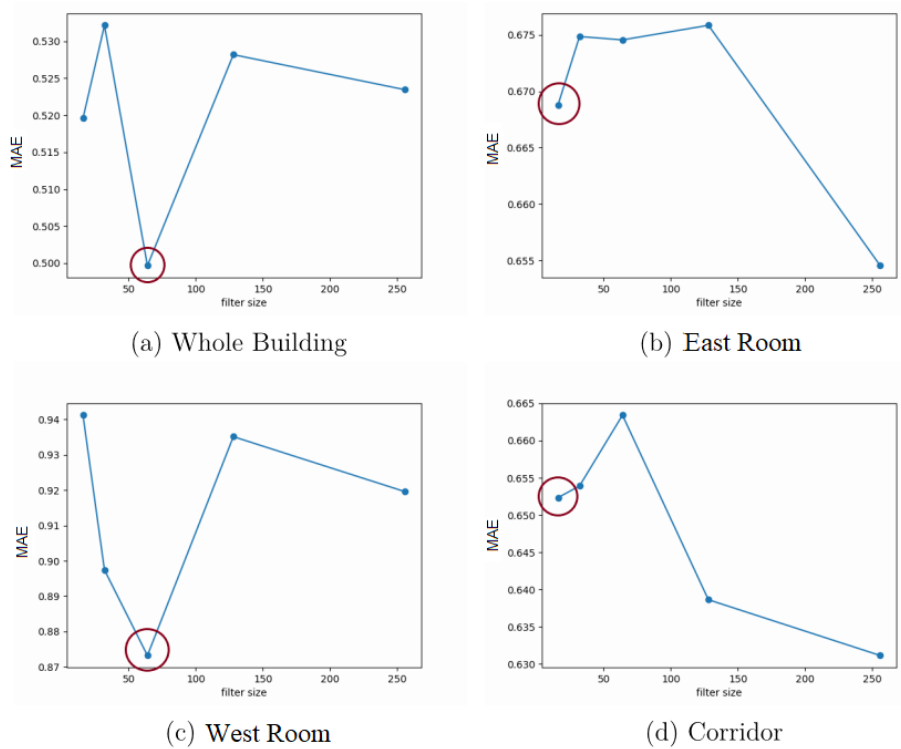 0.530
0.525
0.520
0.515
0.510
0.505
0.500
MAE
50 100 150 200 250
filter size
(a) Whole Building
0.675
0.670
0.665
0.660
0.655
MAE
50 100 150 200 250
filter size
(b) East Room
0.94
0.93
0.92
0.91
0.90
0.89
0.88
0.87
MAE
50 100 150 200 250
filter size
(c) West Room
0.665
0.660
0.655
0.650
0.645
0.640
0.635
0.630
MAE
50 100 150 200 250
filter size
(d) Corridor